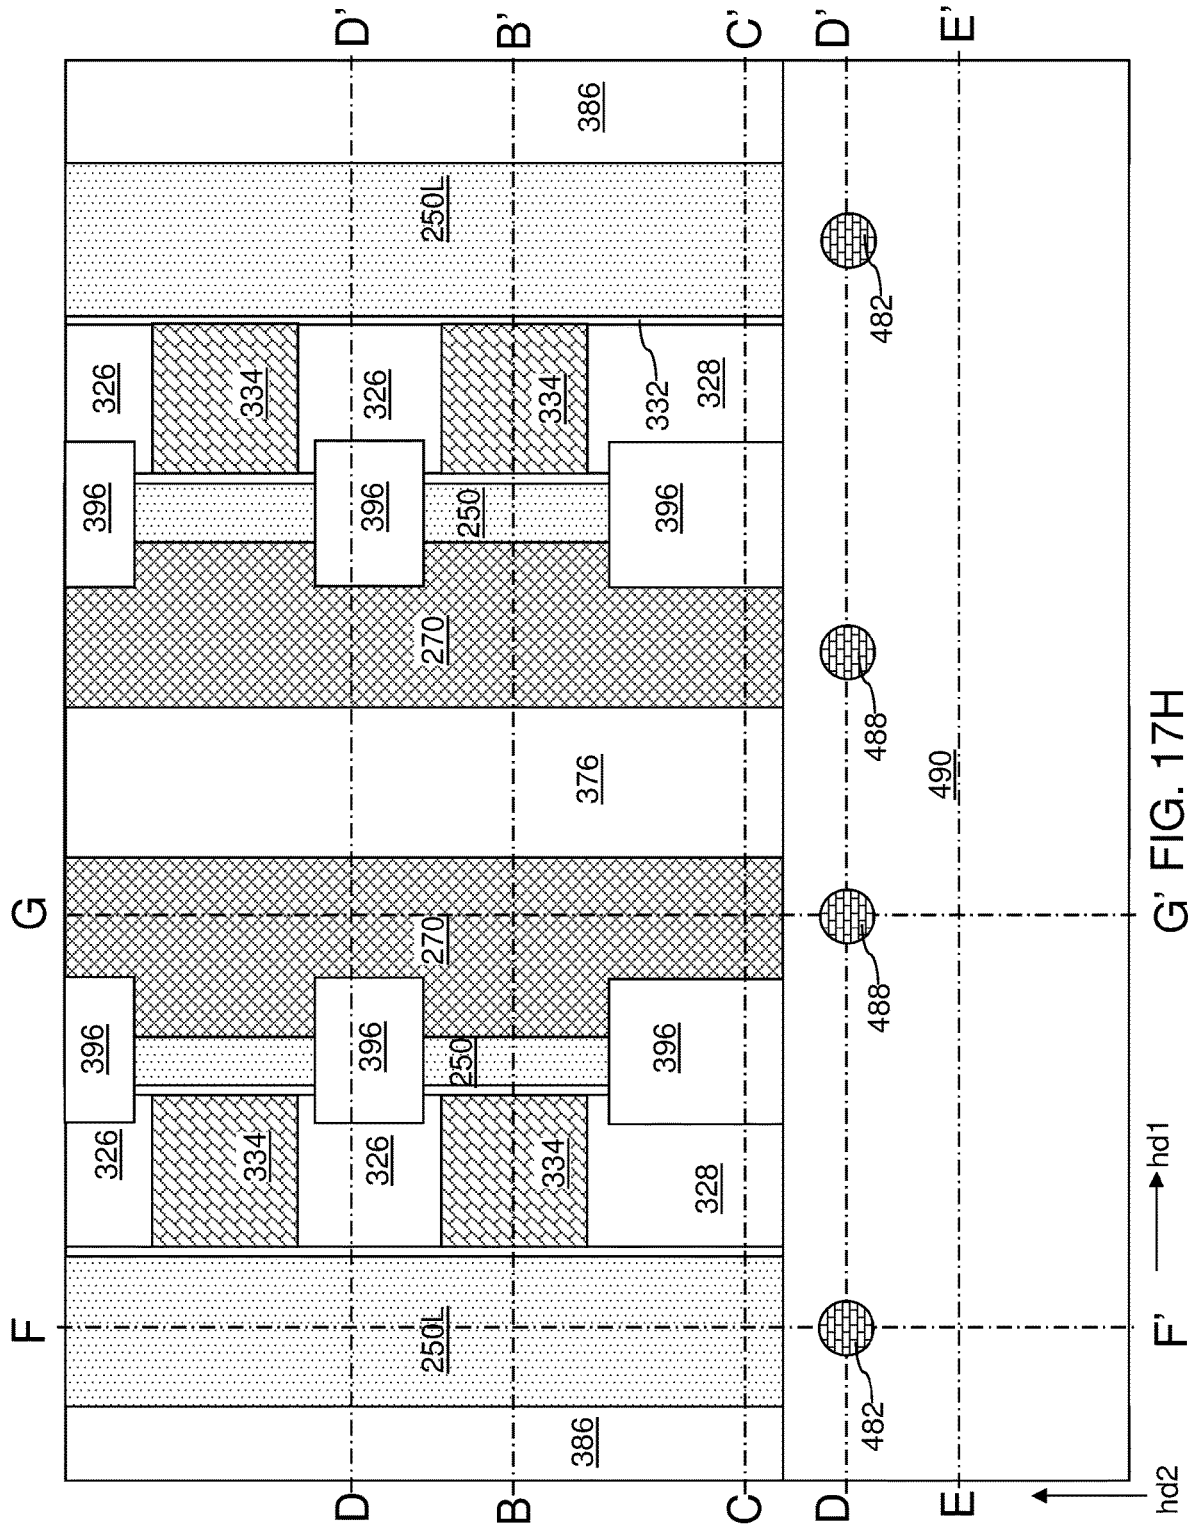 F G
326 396 396 326
334 334
D D'
326 396 396 326
250L 270 270 250L
250 250
B B'
334 334
386 376 386
396 396 332
328 328
C C'
D D'
482 488 488 482
490
E E'
hd2 hd1
F' G' FIG. 17H